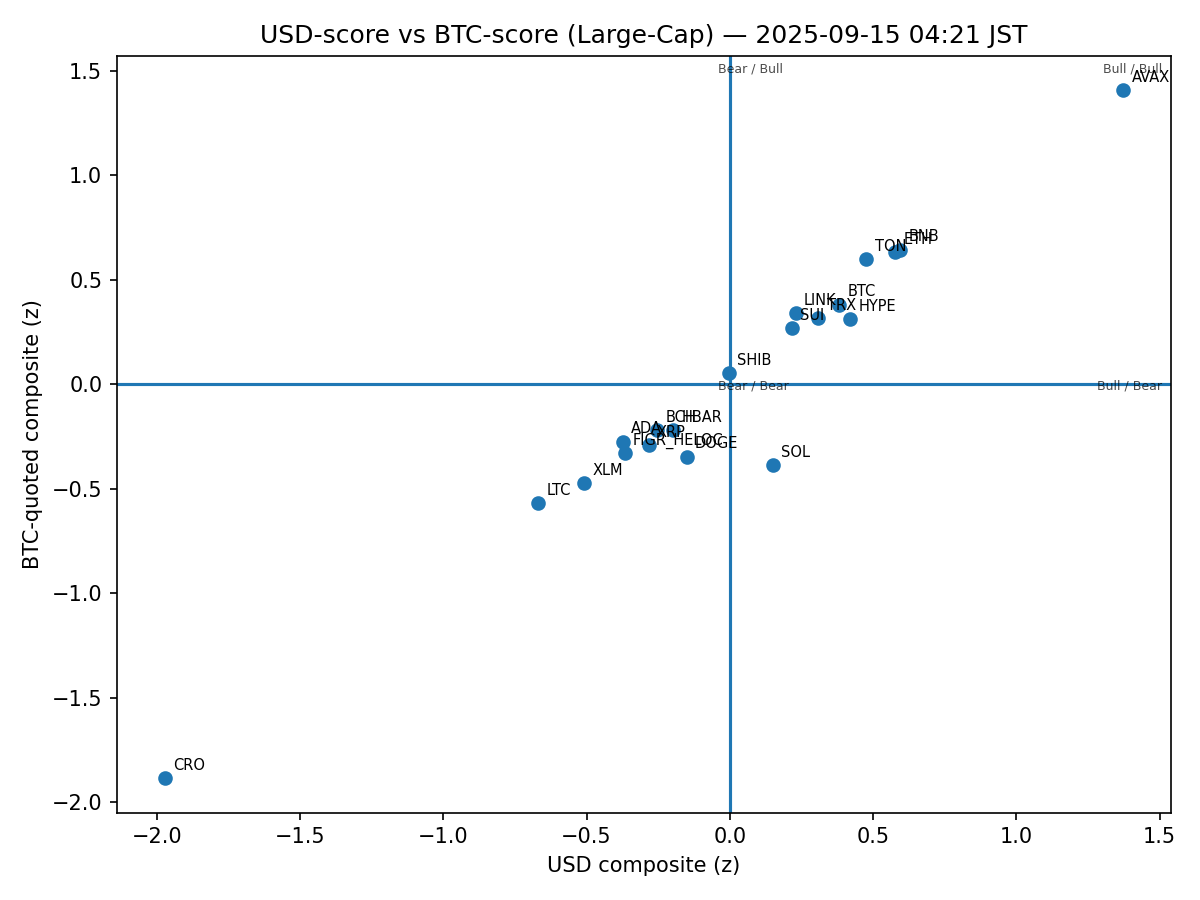 USD-score vs BTC-score (Large-Cap) — 2025-09-15 04:21 JST
Bear / Bull
Bull / Bull
AVAX
BNB
ETH
TON
BTC
LINK
TRX
HYPE
SUI
SHIB
Bear / Bear
Bull / Bear
BCH
HBAR
ADA
XRP
FIGR_HELOC
DOGE
SOL
XLM
LTC
CRO
1.5
1.0
0.5
0.0
−0.5
−1.0
−1.5
−2.0
BTC-quoted composite (z)
−2.0 −1.5 −1.0 −0.5 0.0 0.5 1.0 1.5
USD composite (z)